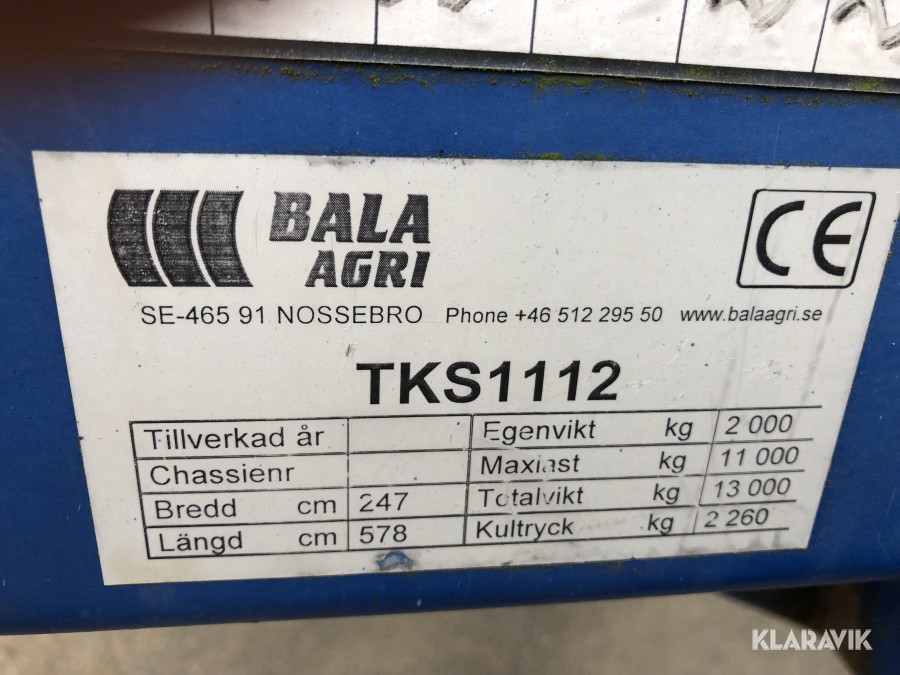 BALA
AGRI
CE
SE-465 91 NOSSEBRO Phone +46 512 295 50 www.balaagri.se
TKS1112
Tillverkad år Egenvikt kg 2 000
Chassienr Maxlast kg 11 000
Bredd cm 247 Totalvikt kg 13 000
Längd cm 578 Kultryck kg 2 260
KLARAVIK